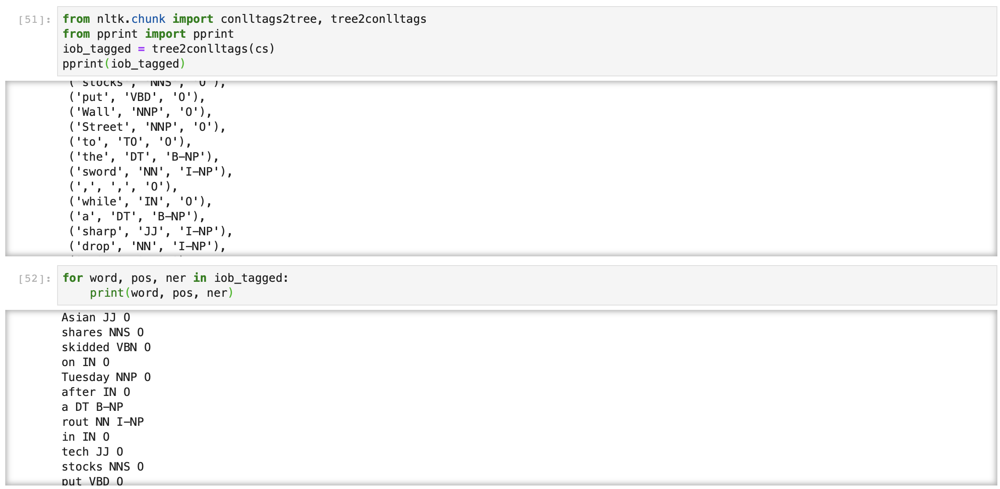 [51]:
from nltk.chunk import conlltags2tree, tree2conlltags
from pprint import pprint
iob_tagged = tree2conlltags(cs)
pprint(iob_tagged)
('stocks', 'NNS', 'O'),
('put', 'VBD', 'O'),
('Wall', 'NNP', 'O'),
('Street', 'NNP', 'O'),
('to', 'TO', 'O'),
('the', 'DT', 'B-NP'),
('sword', 'NN', 'I-NP'),
(',', ',', 'O'),
('while', 'IN', 'O'),
('a', 'DT', 'B-NP'),
('sharp', 'JJ', 'I-NP'),
('drop', 'NN', 'I-NP'),
[52]:
for word, pos, ner in iob_tagged:
    print(word, pos, ner)
Asian JJ O
shares NNS O
skidded VBN O
on IN O
Tuesday NNP O
after IN O
a DT B-NP
rout NN I-NP
in IN O
tech JJ O
stocks NNS O
put VBD O